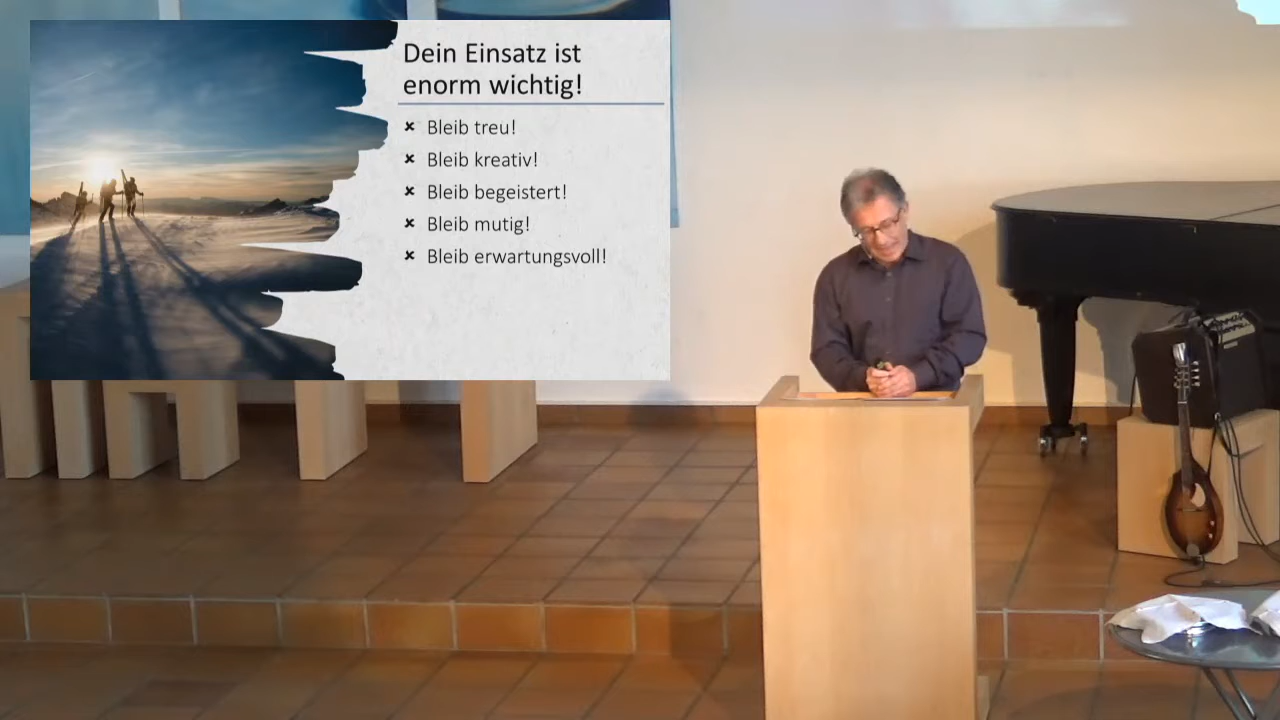 Dein Einsatz ist
enorm wichtig!
Bleib treu!
Bleib kreativ!
Bleib begeistert!
Bleib mutig!
Bleib erwartungsvoll!